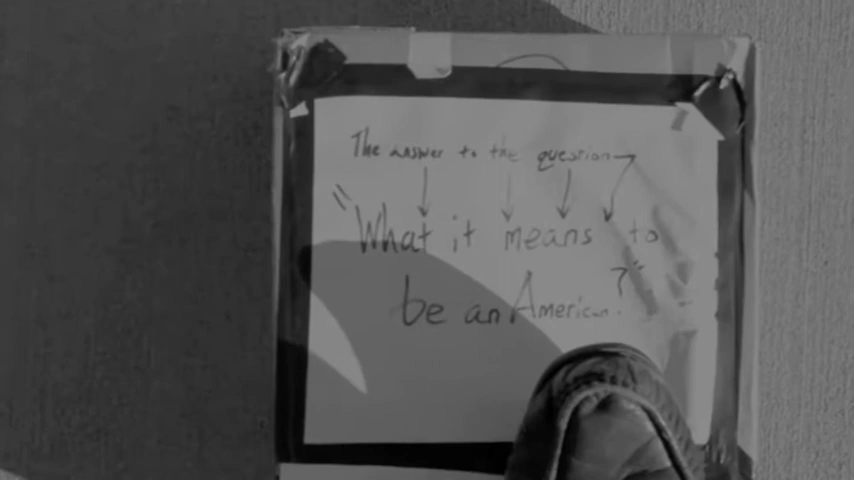 The answer to the question
"What it means to
be an American?"